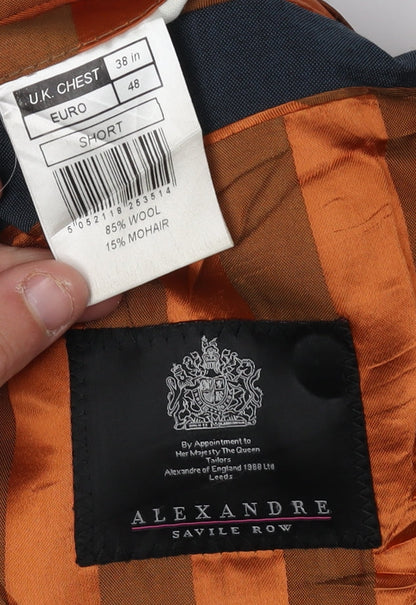 U.K. CHEST 38 in
EURO 48
SHORT
5 052118 253514
85% WOOL
15% MOHAIR
By Appointment to
Her Majesty The Queen
Tailors
Alexandre of England 1988 Ltd
Leeds
ALEXANDRE
SAVILE ROW